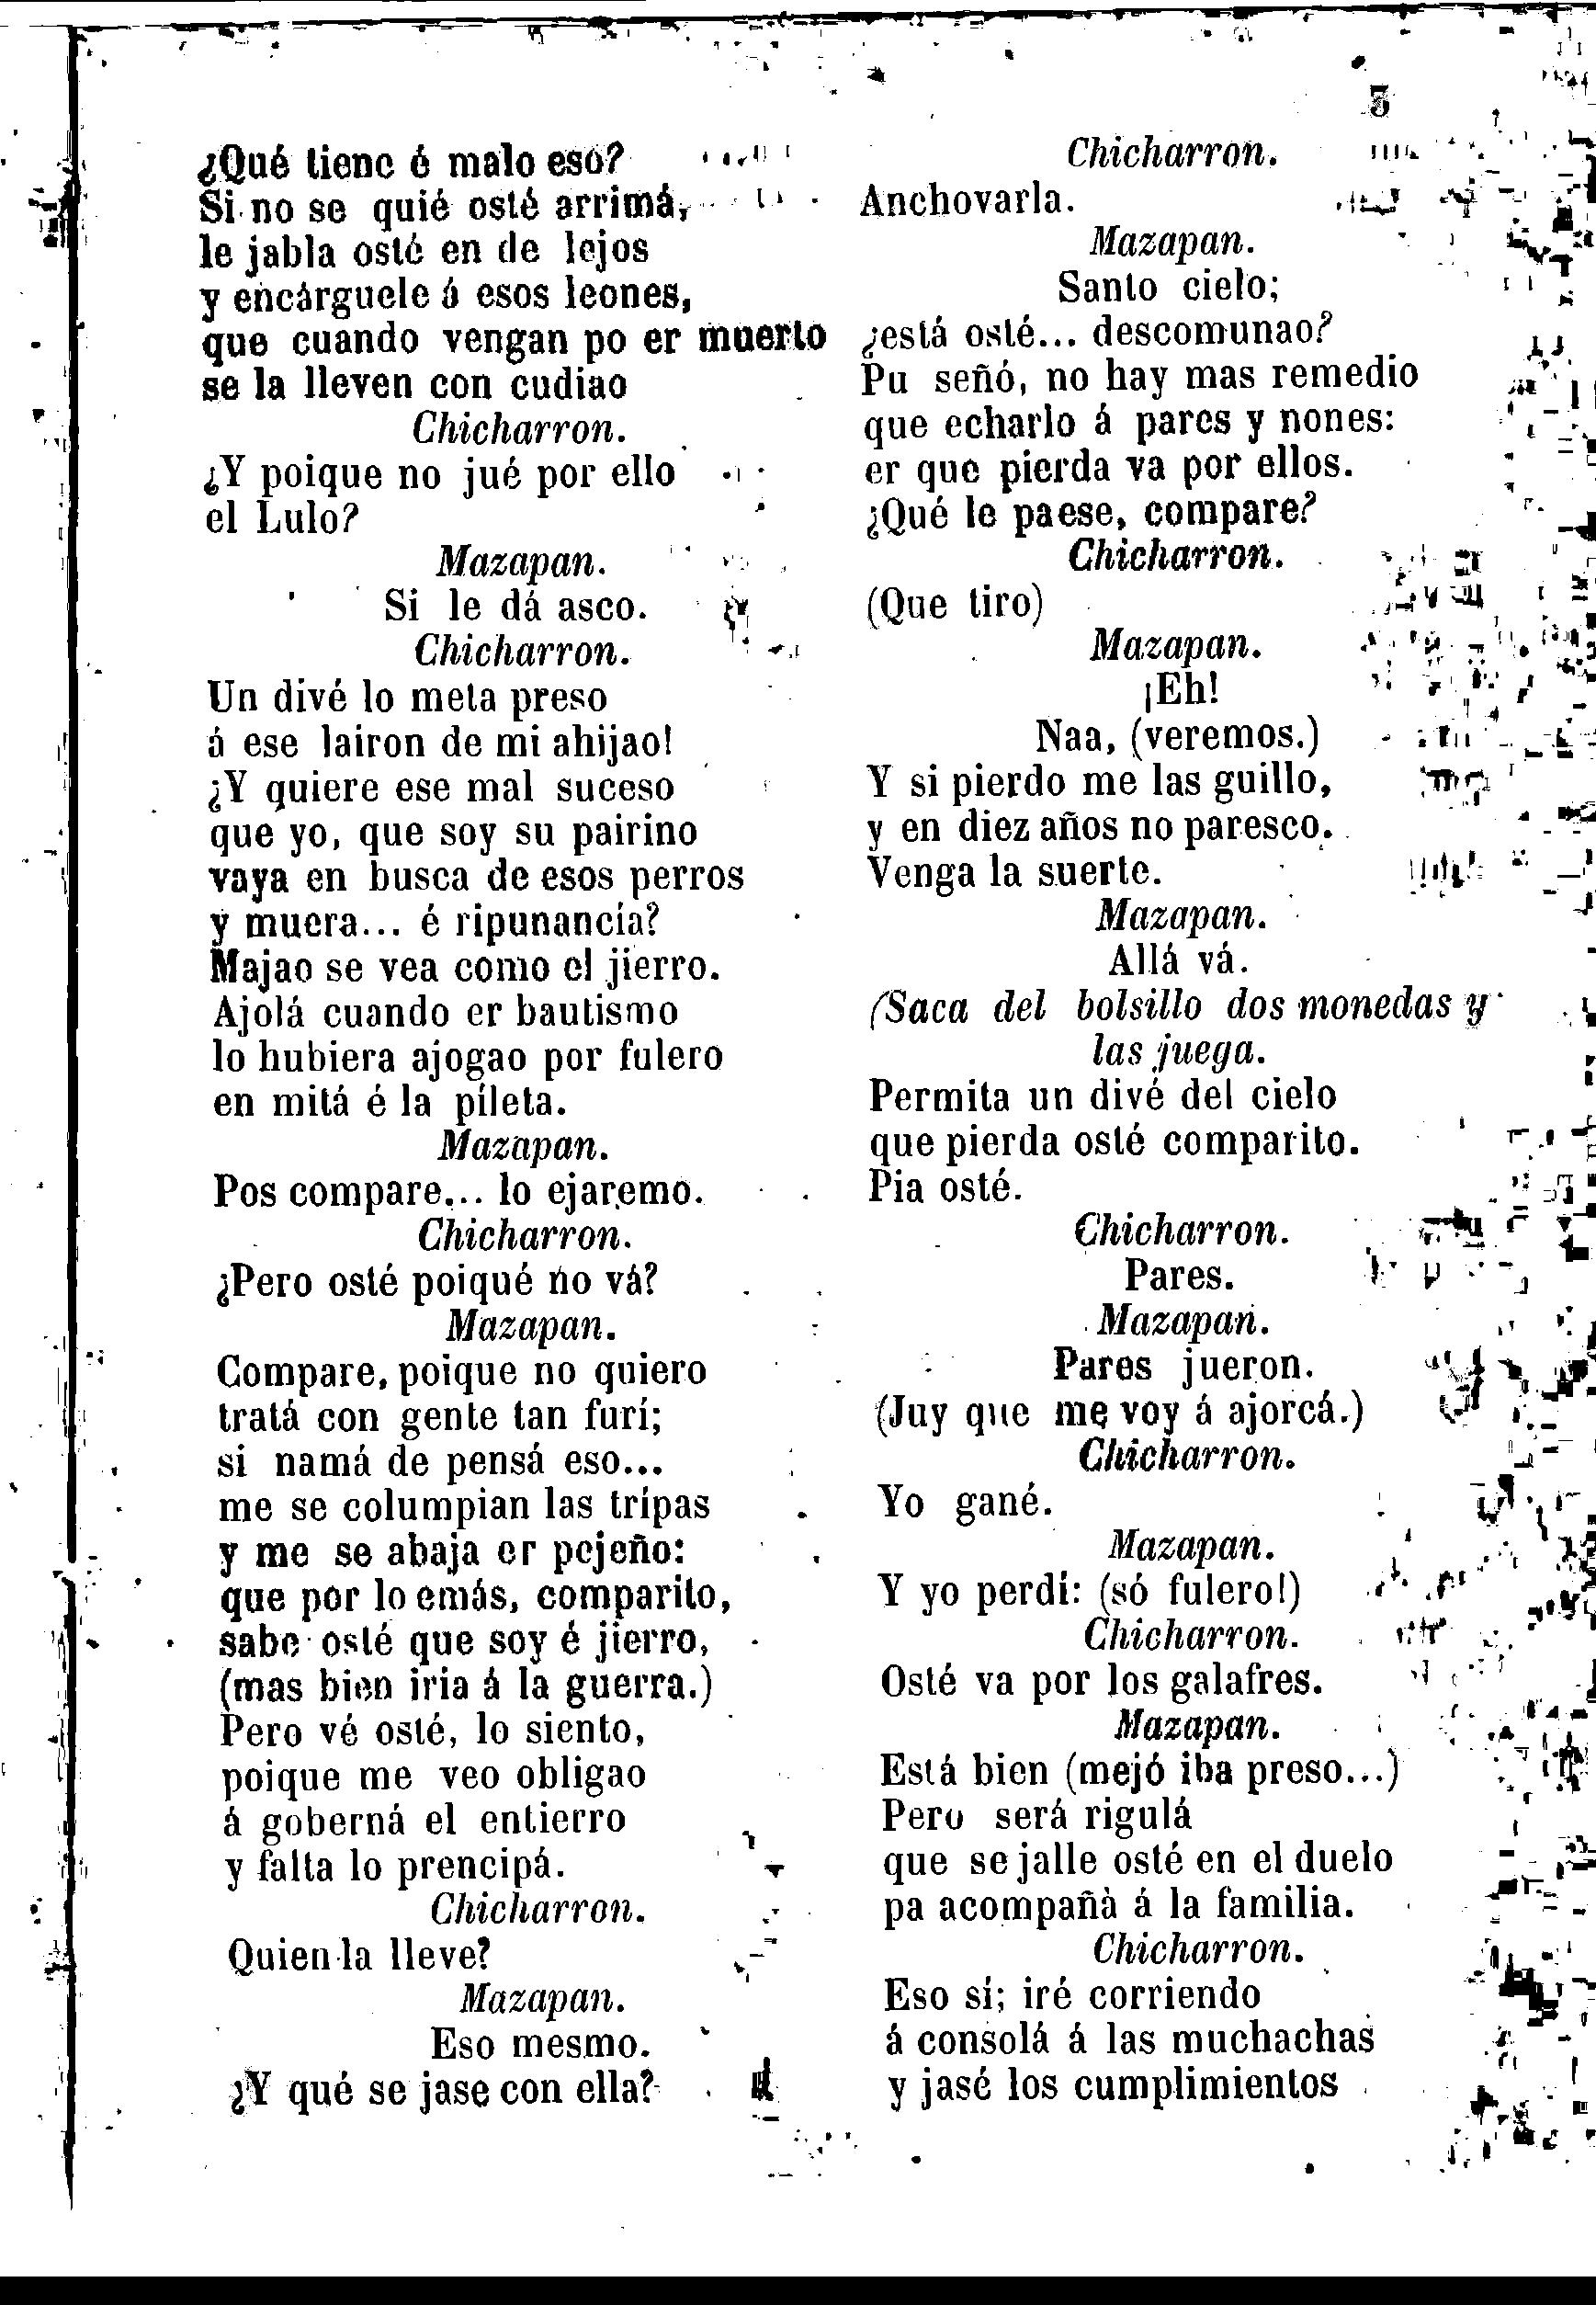 3
¿Qué tiene é malo eso?
Si no se quié osté arrimá,
le jabla osté en de lejos
y encárguele á esos leones,
que cuando vengan po er muerto
se la lleven con cudiao
Chicharron.
¿Y poique no jué por ello
el Lulo?
Mazapan.
Si le dá asco.
Chicharron.
Un divé lo meta preso
á ese lairon de mi ahijao!
¿Y quiere ese mal suceso
que yo, que soy su pairino
vaya en busca de esos perros
y muera... é ripunancía?
Majao se vea como el jierro.
Ajolá cuando er bautismo
lo hubiera ajogao por fulero
en mitá é la píleta.
Mazapan.
Pos compare... lo ejaremo.
Chicharron.
¿Pero osté poiqué no vá?
Mazapan.
Compare, poique no quiero
tratá con gente tan furí;
si namá de pensá eso...
me se columpian las trípas
y me se abaja er pejeño:
que por lo emás, comparito,
sabe osté que soy é jierro,
(mas bien iria á la guerra.)
Pero vé osté, lo siento,
poique me veo obligao
á goberná el entierro
y falta lo prencipá.
Chicharron.
Quien la lleve?
Mazapan.
Eso mesmo.
¿Y qué se jase con ella?
Chicharron.
Anchovarla.
Mazapan.
Santo cielo;
¿está osté... descomunao?
Pu señó, no hay mas remedio
que echarlo á pares y nones:
er que pierda va por ellos.
¿Qué le paese, compare?
Chicharron.
(Que tiro)
Mazapan.
¡Eh!
Naa, (veremos.)
Y si pierdo me las guillo,
y en diez años no paresco.
Venga la suerte.
Mazapan.
Allá vá.
(Saca del bolsillo dos monedas y
las juega.
Permita un divé del cielo
que pierda osté comparito.
Pia osté.
Chicharron.
Pares.
Mazapan.
Pares jueron.
(Juy que me voy á ajorcá.)
Chicharron.
Yo gané.
Mazapan.
Y yo perdí: (só fulero!)
Chicharron.
Osté va por los galafres.
Mazapan.
Está bien (mejó iba preso...)
Pero será rigulá
que se jalle osté en el duelo
pa acompañà á la familia.
Chicharron.
Eso sí; iré corriendo
á consolá á las muchachas
y jasé los cumplimientos